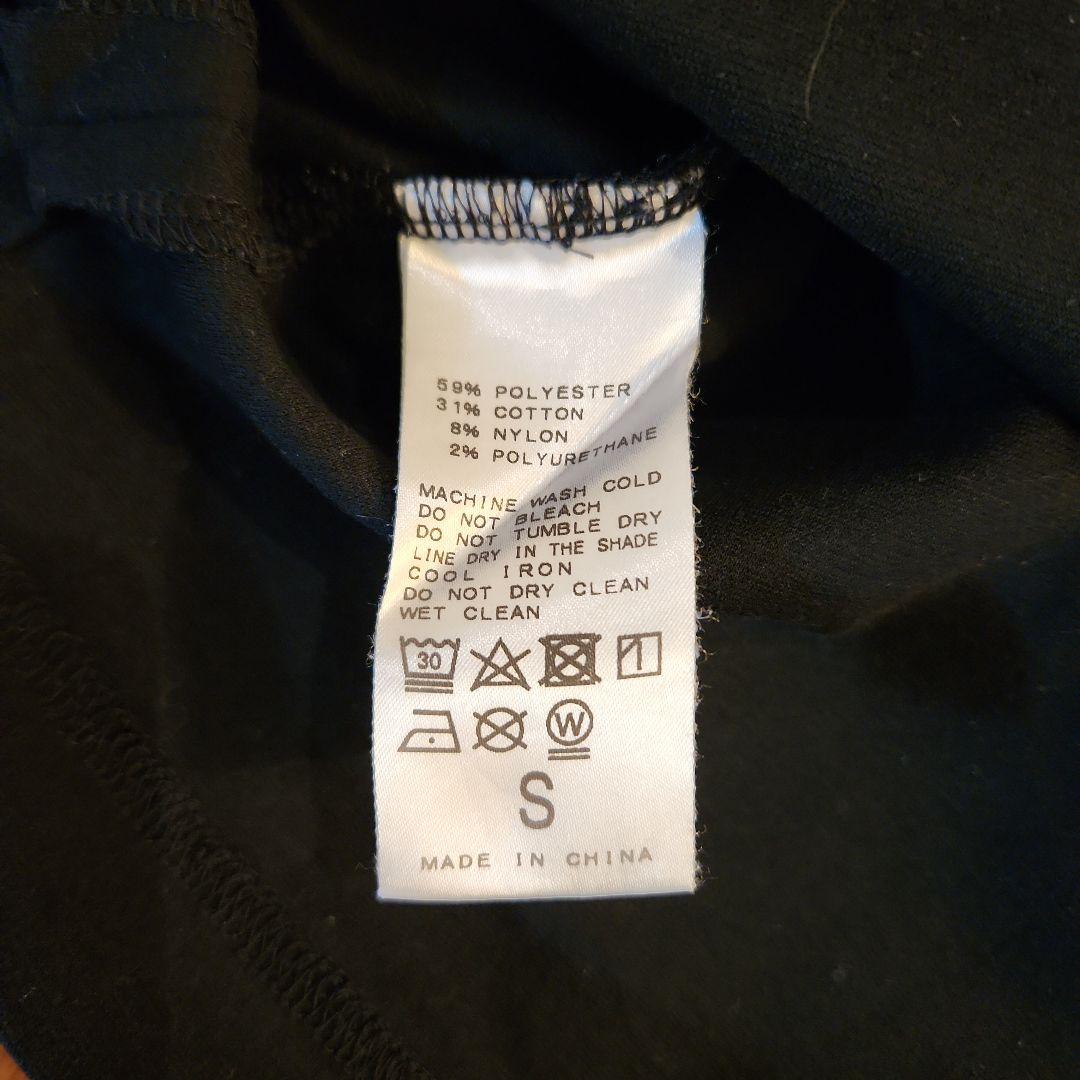 59% POLYESTER
31% COTTON
8% NYLON
2% POLYURETHANE
MACHINE WASH COLD
DO NOT BLEACH
DO NOT TUMBLE DRY
LINE DRY IN THE SHADE
COOL IRON
DO NOT DRY CLEAN
WET CLEAN
30
W
S
MADE IN CHINA